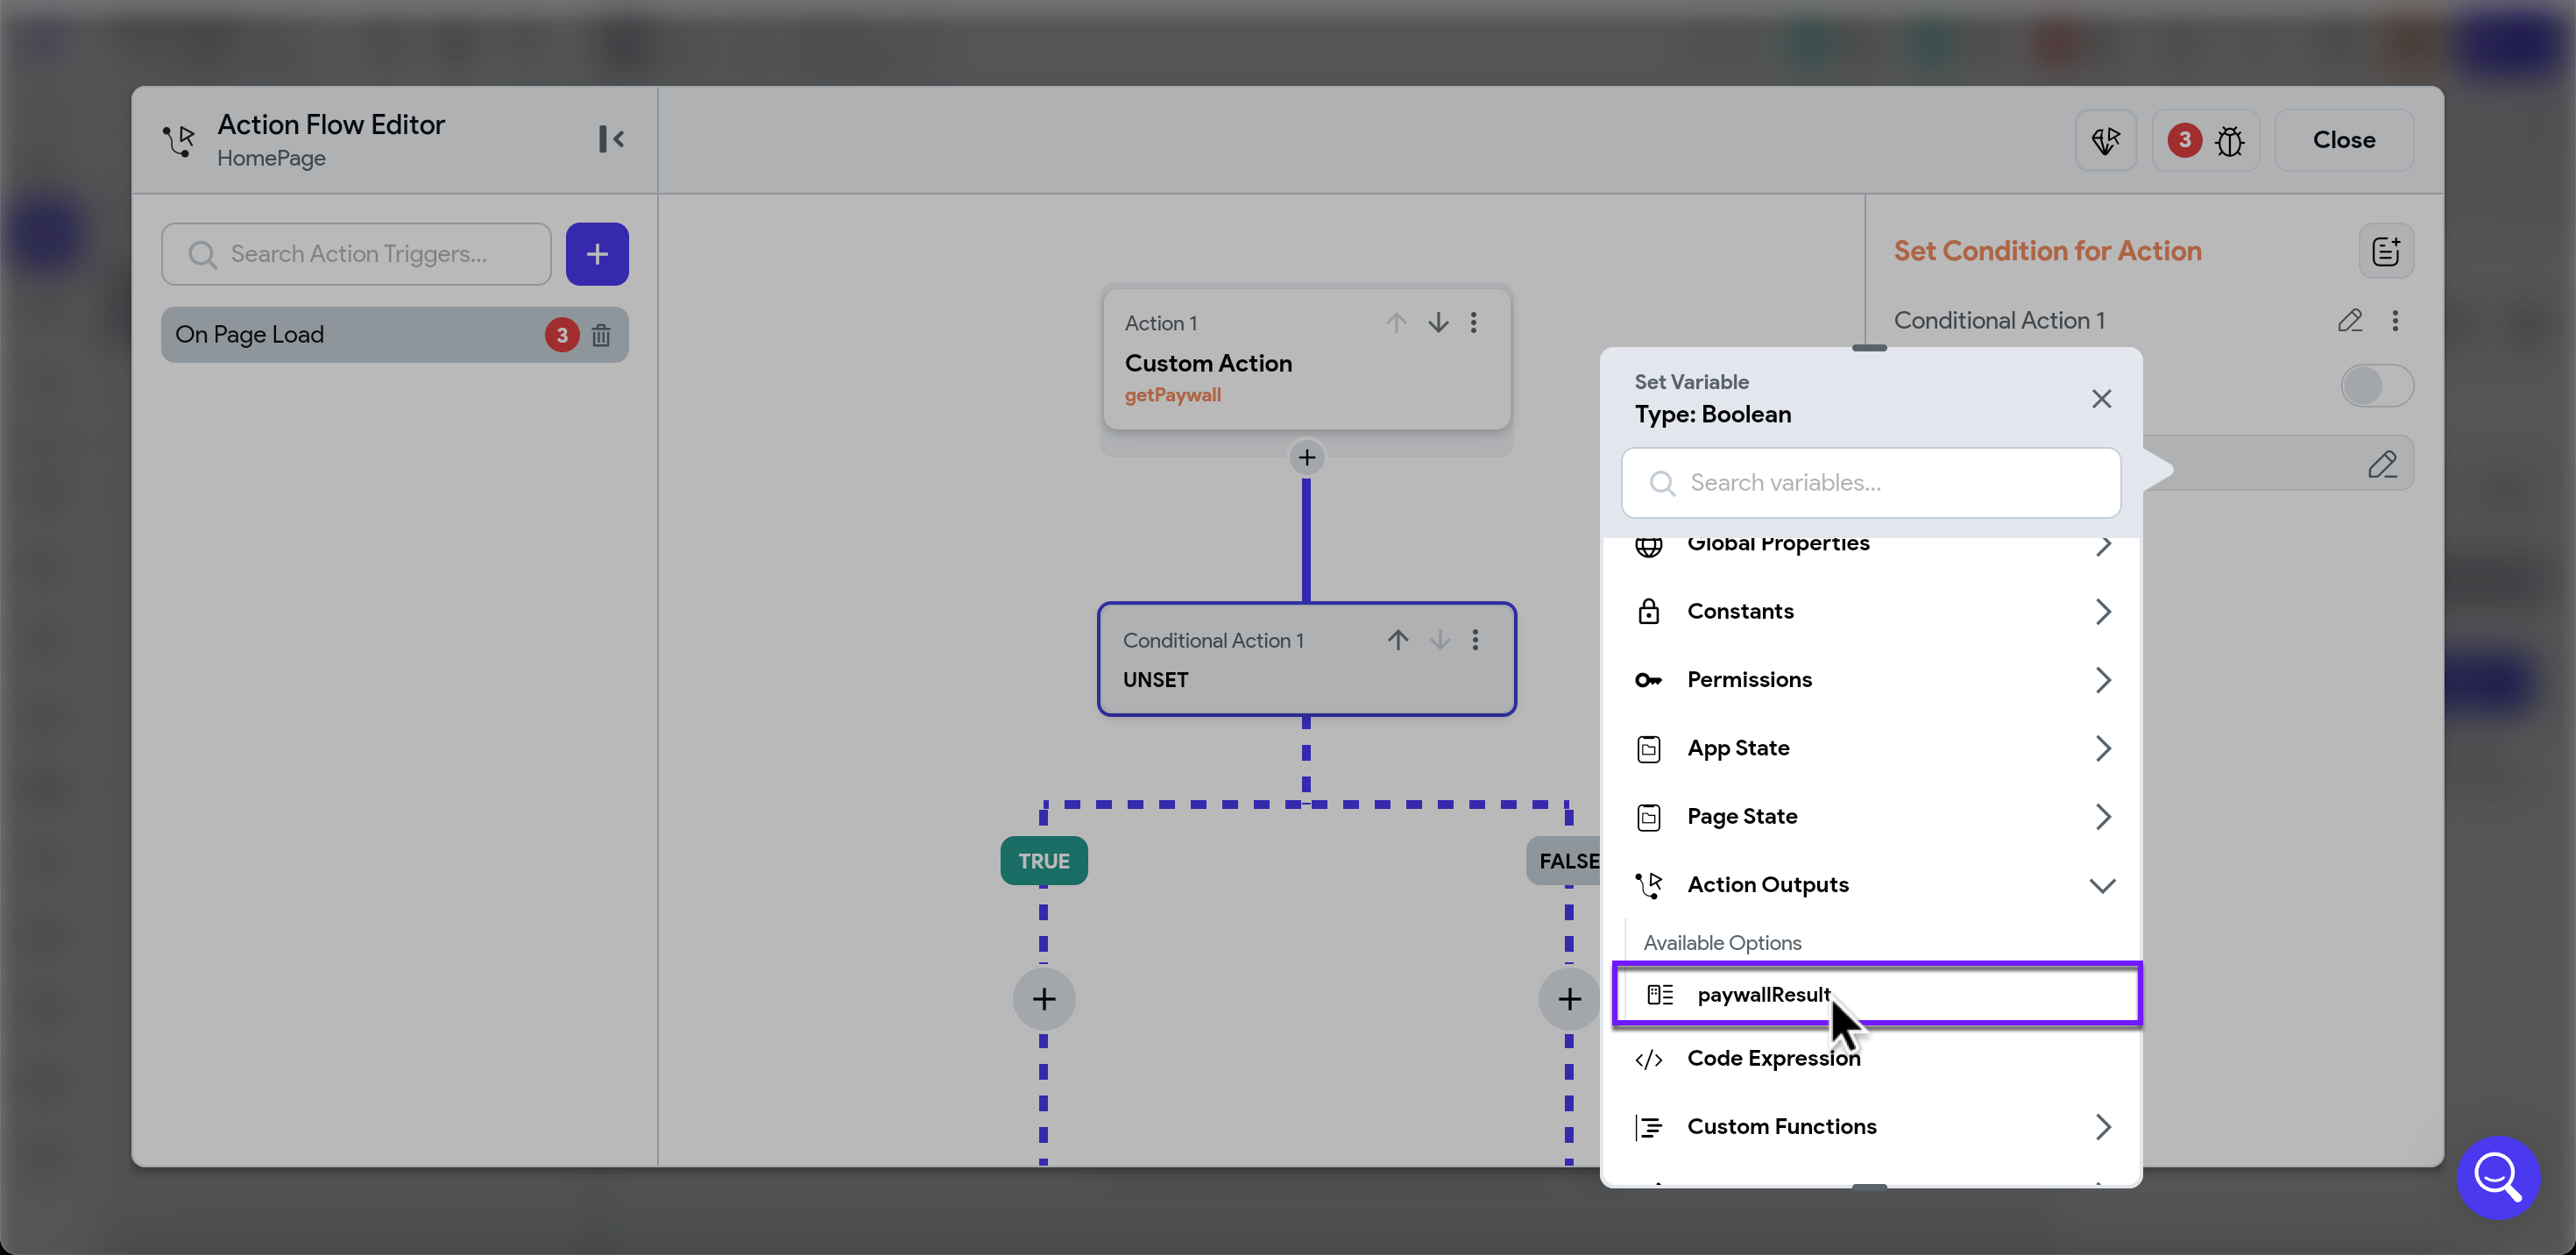 Action Flow Editor
HomePage
3
Close
Search Action Triggers...
+
On Page Load
3
Action 1
Custom Action
getPaywall
Conditional Action 1
UNSET
TRUE
FALSE
Set Condition for Action
Conditional Action 1
Set Variable
Type: Boolean
Search variables...
Global Properties
Constants
Permissions
App State
Page State
Action Outputs
Available Options
paywallResult
Code Expression
Custom Functions